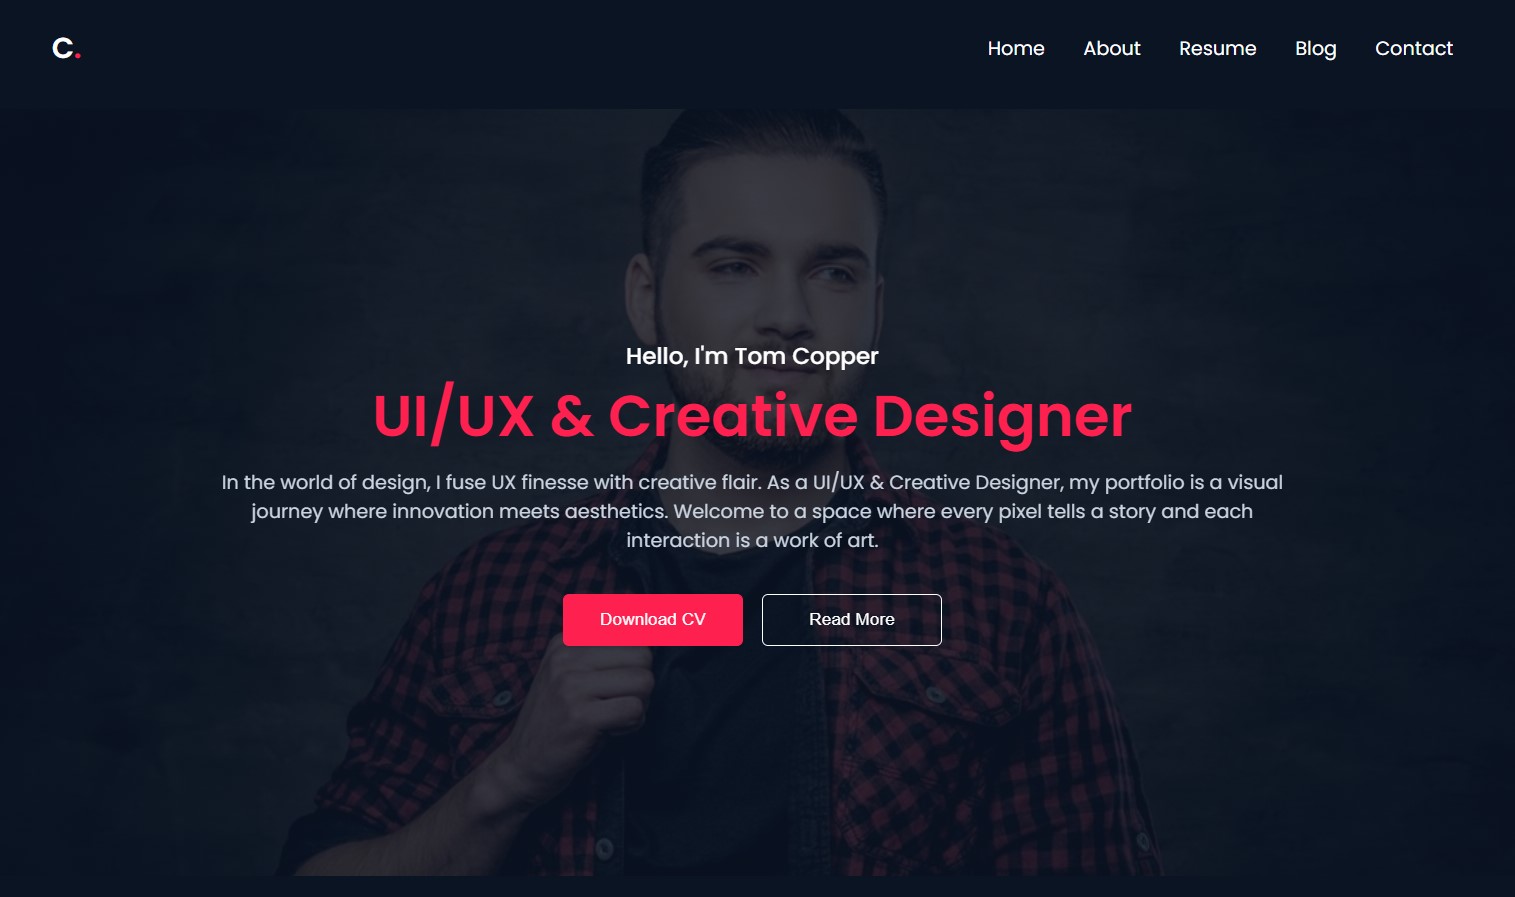 C.
Home About Resume Blog Contact
Hello, I'm Tom Copper
UI/UX & Creative Designer
In the world of design, I fuse UX finesse with creative flair. As a UI/UX & Creative Designer, my portfolio is a visual
journey where innovation meets aesthetics. Welcome to a space where every pixel tells a story and each
interaction is a work of art.
Download CV Read More